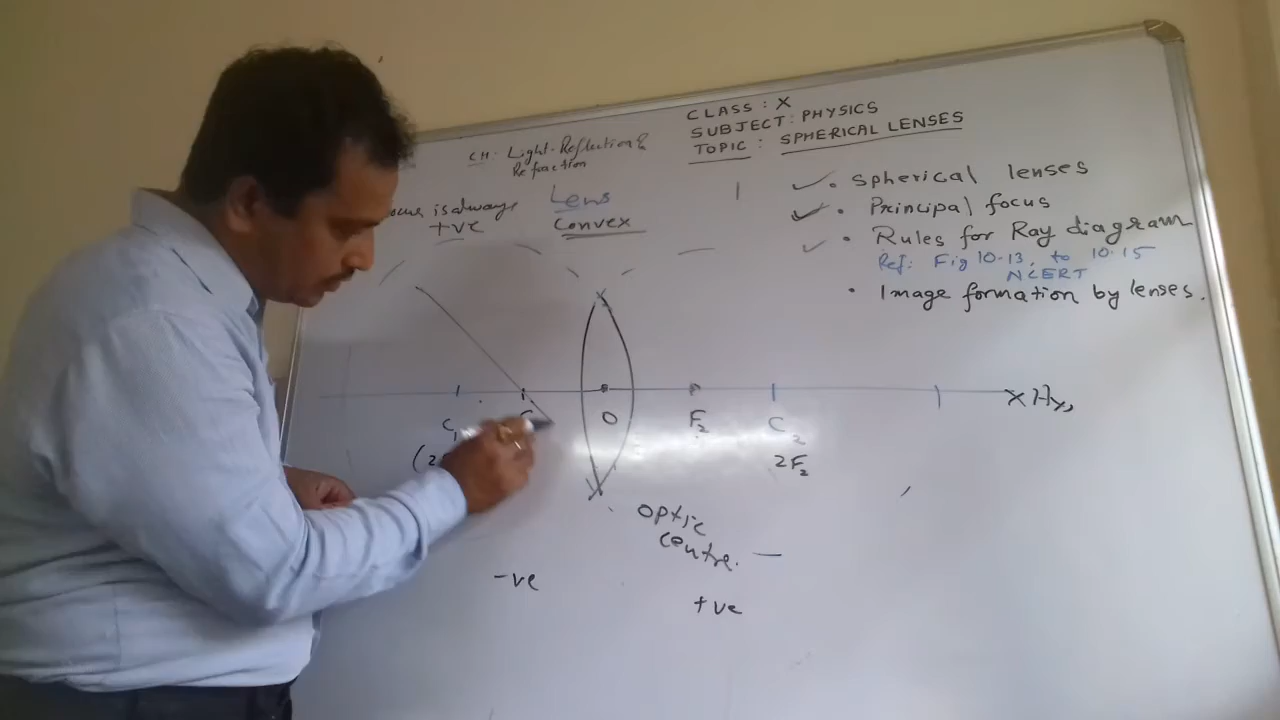 CLASS : X
SUBJECT: PHYSICS
TOPIC : SPHERICAL LENSES
CH: Light-Reflection &
Refraction
is always
+ve
Lens
Convex
✓ • Spherical lenses
✓ • Principal focus
✓ • Rules for Ray diagram
Ref: Fig 10.13, to 10.15
NCERT
• Image formation by lenses.
C1
O
F2
C2
2F2
Optic
centre.
-ve
+ve